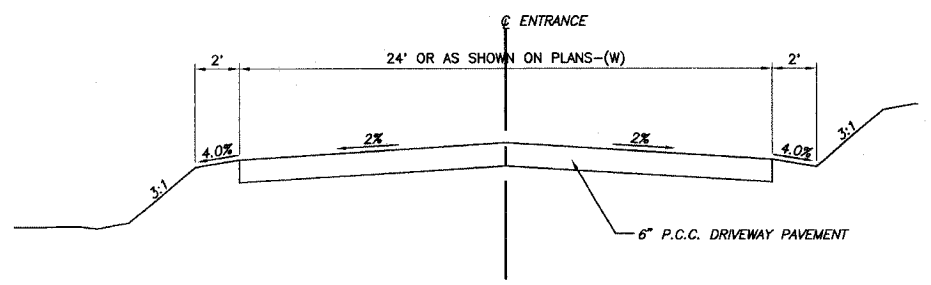 ℄ ENTRANCE
2'
24' OR AS SHOWN ON PLANS-(W)
2'
4.0%
2%
2%
4.0%
3:1
3:1
6" P.C.C. DRIVEWAY PAVEMENT